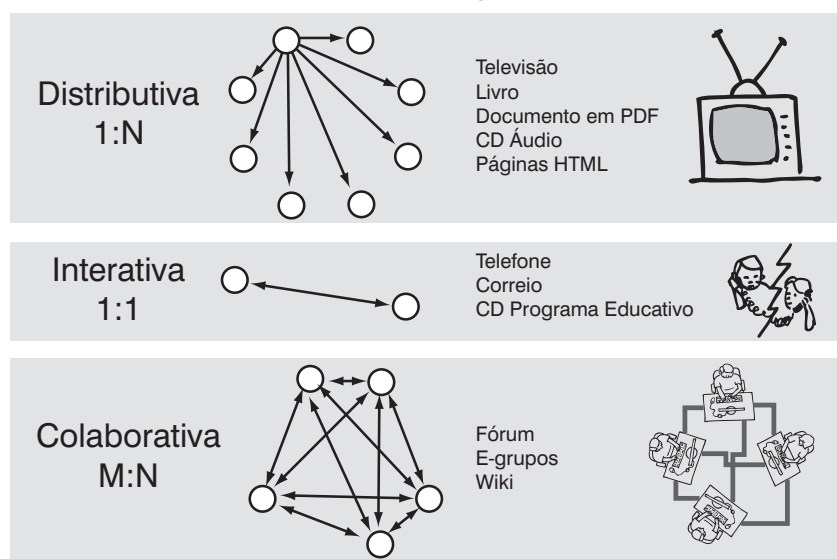 Distributiva
1:N
Televisão
Livro
Documento em PDF
CD Áudio
Páginas HTML
Interativa
1:1
Telefone
Correio
CD Programa Educativo
Colaborativa
M:N
Fórum
E-grupos
Wiki